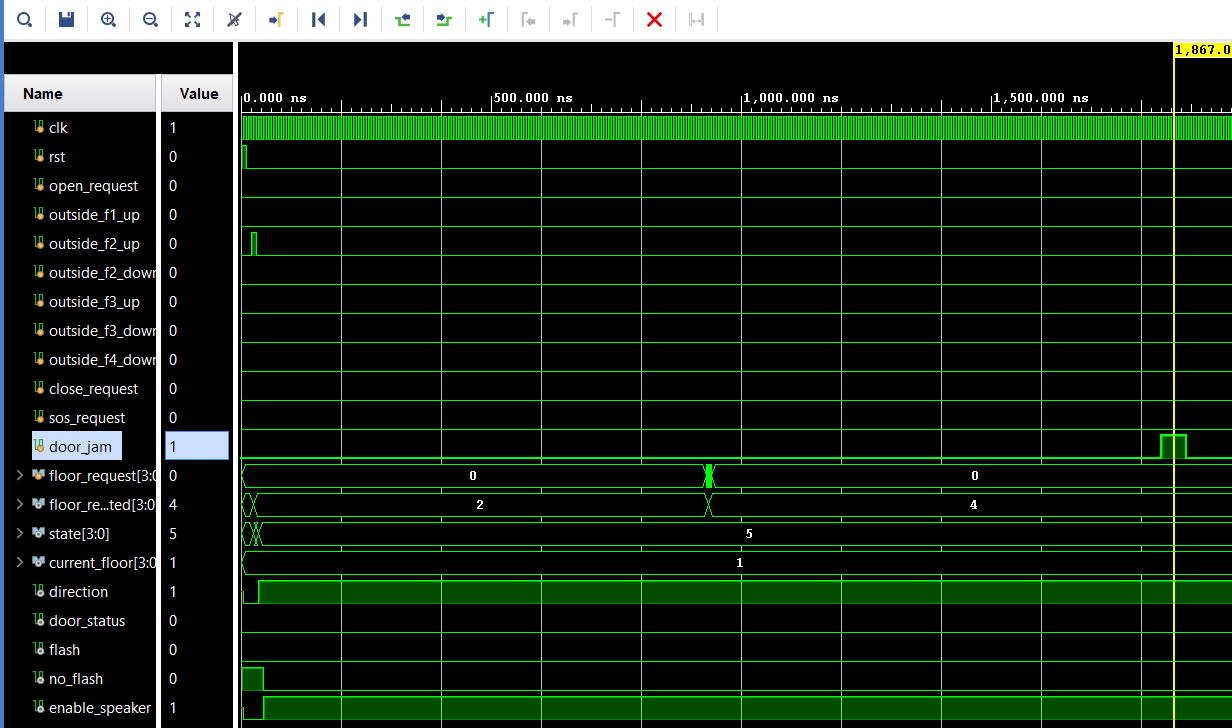 1,867.0
Name Value
0.000 ns 500.000 ns 1,000.000 ns 1,500.000 ns
clk 1
rst 0
open_request 0
outside_f1_up 0
outside_f2_up 0
outside_f2_down 0
outside_f3_up 0
outside_f3_down 0
outside_f4_down 0
close_request 0
sos_request 0
door_jam 1
floor_request[3:0 0 0 0
floor_re...ted[3:0] 4 2 4
state[3:0] 5 5
current_floor[3:0 1 1
direction 1
door_status 0
flash 0
no_flash 0
enable_speaker 1